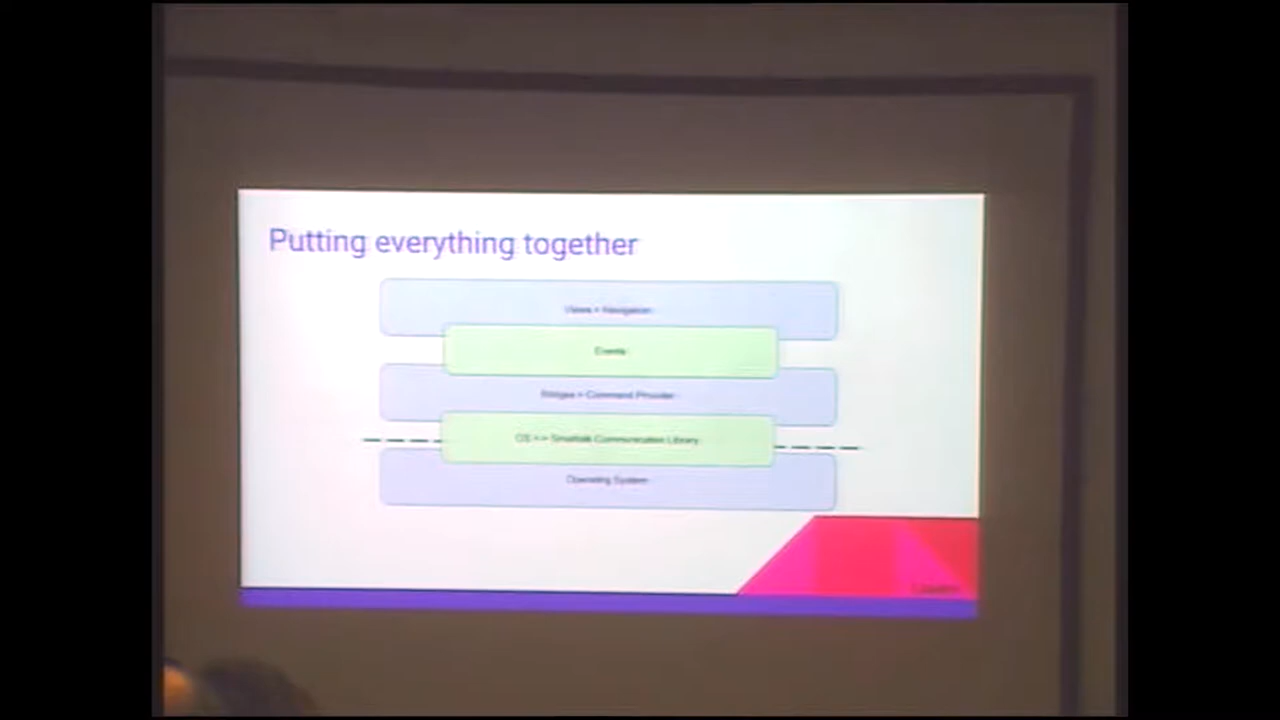 Putting everything together
Views + Navigation
Events
Bridges + Command Provider
OS <-> Smalltalk Communication Library
Operating System